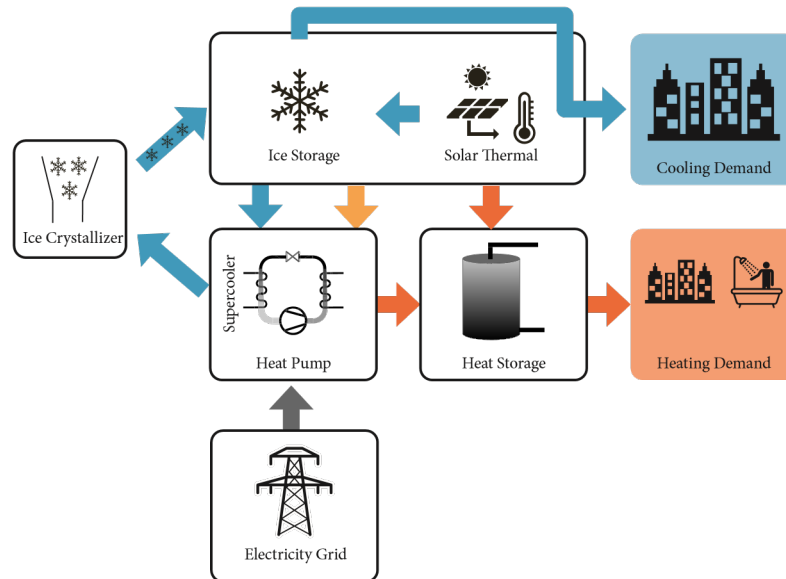 Ice Storage
Solar Thermal
Cooling Demand
Ice Crystallizer
Supercooler
Heat Pump
Heat Storage
Heating Demand
Electricity Grid